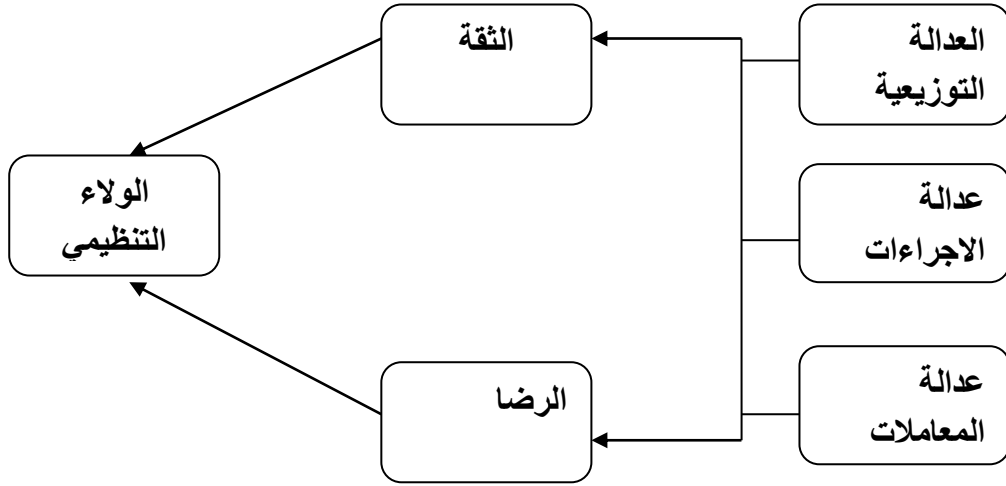 العدالة
التوزيعية
عدالة
الاجراءات
عدالة
المعاملات
الثقة
الرضا
الولاء
التنظيمي